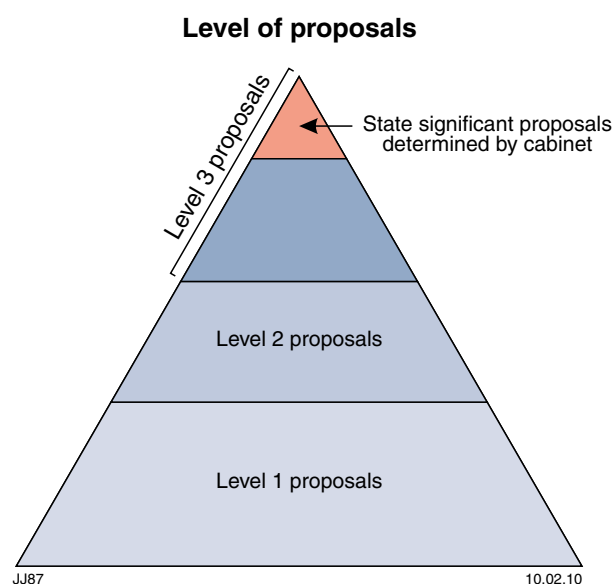 Level of proposals
Level 3 proposals
State significant proposals
determined by cabinet
Level 2 proposals
Level 1 proposals
JJ87
10.02.10